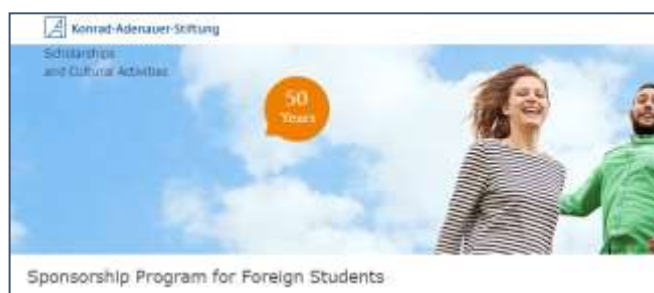 Konrad-Adenauer-Stiftung
Scholarships
and Cultural Activities
50
Years
Sponsorship Program for Foreign Students